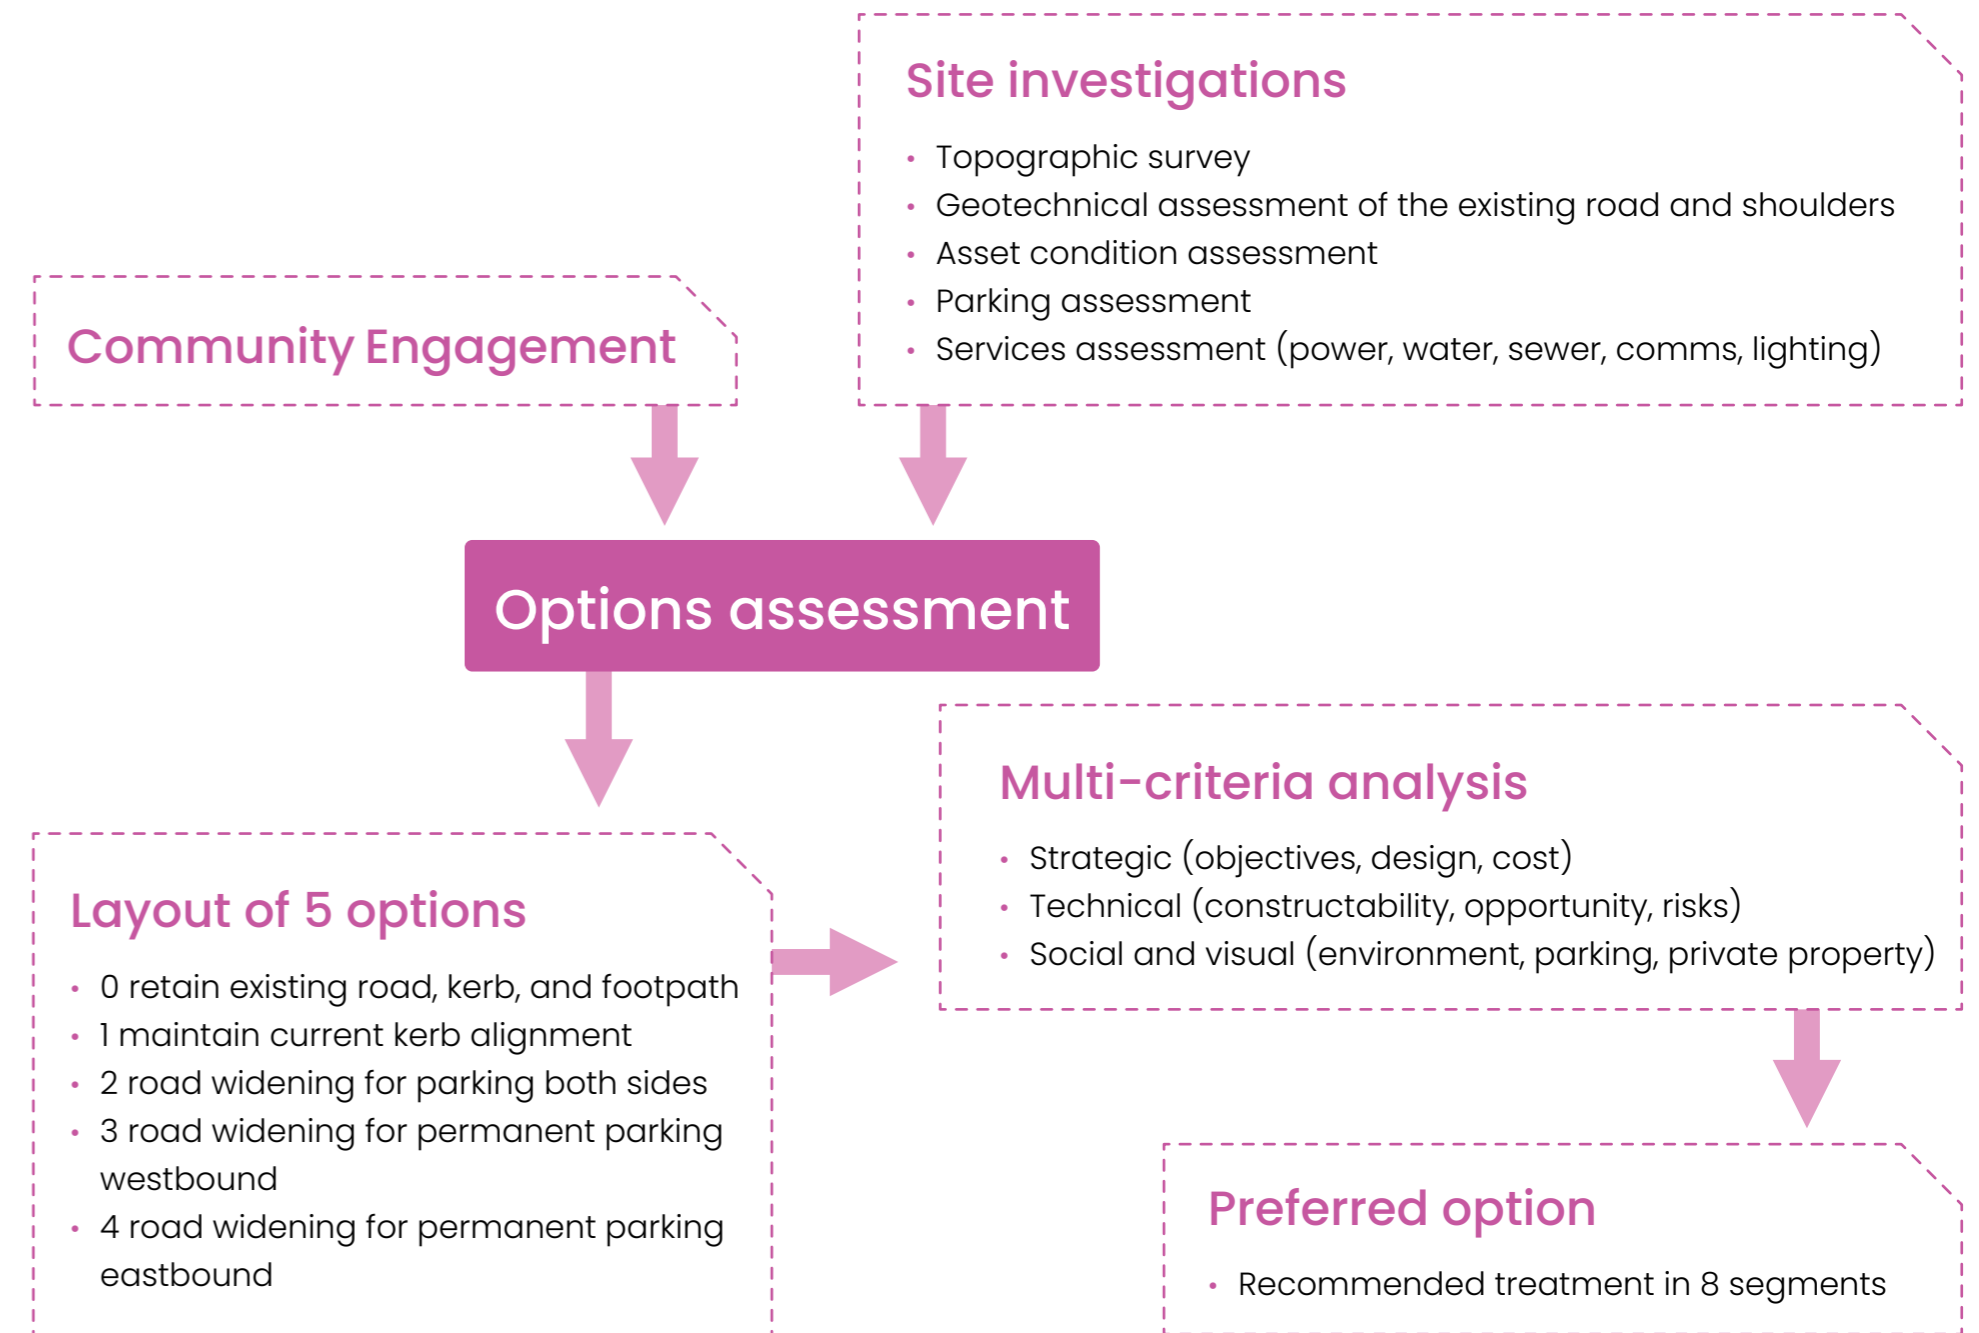 Site investigations
• Topographic survey
• Geotechnical assessment of the existing road and shoulders
• Asset condition assessment
• Parking assessment
• Services assessment (power, water, sewer, comms, lighting)
Community Engagement
Options assessment
Layout of 5 options
• 0 retain existing road, kerb, and footpath
• 1 maintain current kerb alignment
• 2 road widening for parking both sides
• 3 road widening for permanent parking
westbound
• 4 road widening for permanent parking
eastbound
Multi-criteria analysis
• Strategic (objectives, design, cost)
• Technical (constructability, opportunity, risks)
• Social and visual (environment, parking, private property)
Preferred option
• Recommended treatment in 8 segments